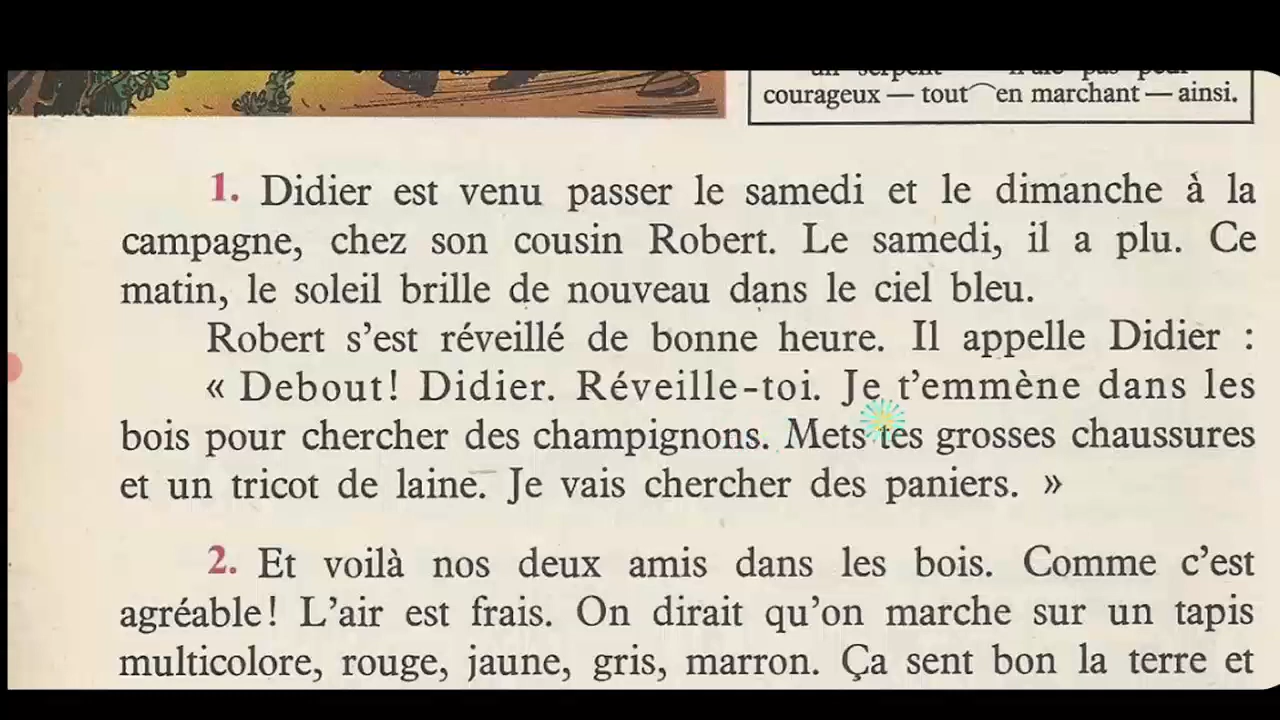 courageux — tout en marchant — ainsi.
1. Didier est venu passer le samedi et le dimanche à la
campagne, chez son cousin Robert. Le samedi, il a plu. Ce
matin, le soleil brille de nouveau dans le ciel bleu.
Robert s'est réveillé de bonne heure. Il appelle Didier :
« Debout! Didier. Réveille-toi. Je t'emmène dans les
bois pour chercher des champignons. Mets tes grosses chaussures
et un tricot de laine. Je vais chercher des paniers. »
2. Et voilà nos deux amis dans les bois. Comme c'est
agréable! L'air est frais. On dirait qu'on marche sur un tapis
multicolore, rouge, jaune, gris, marron. Ça sent bon la terre et